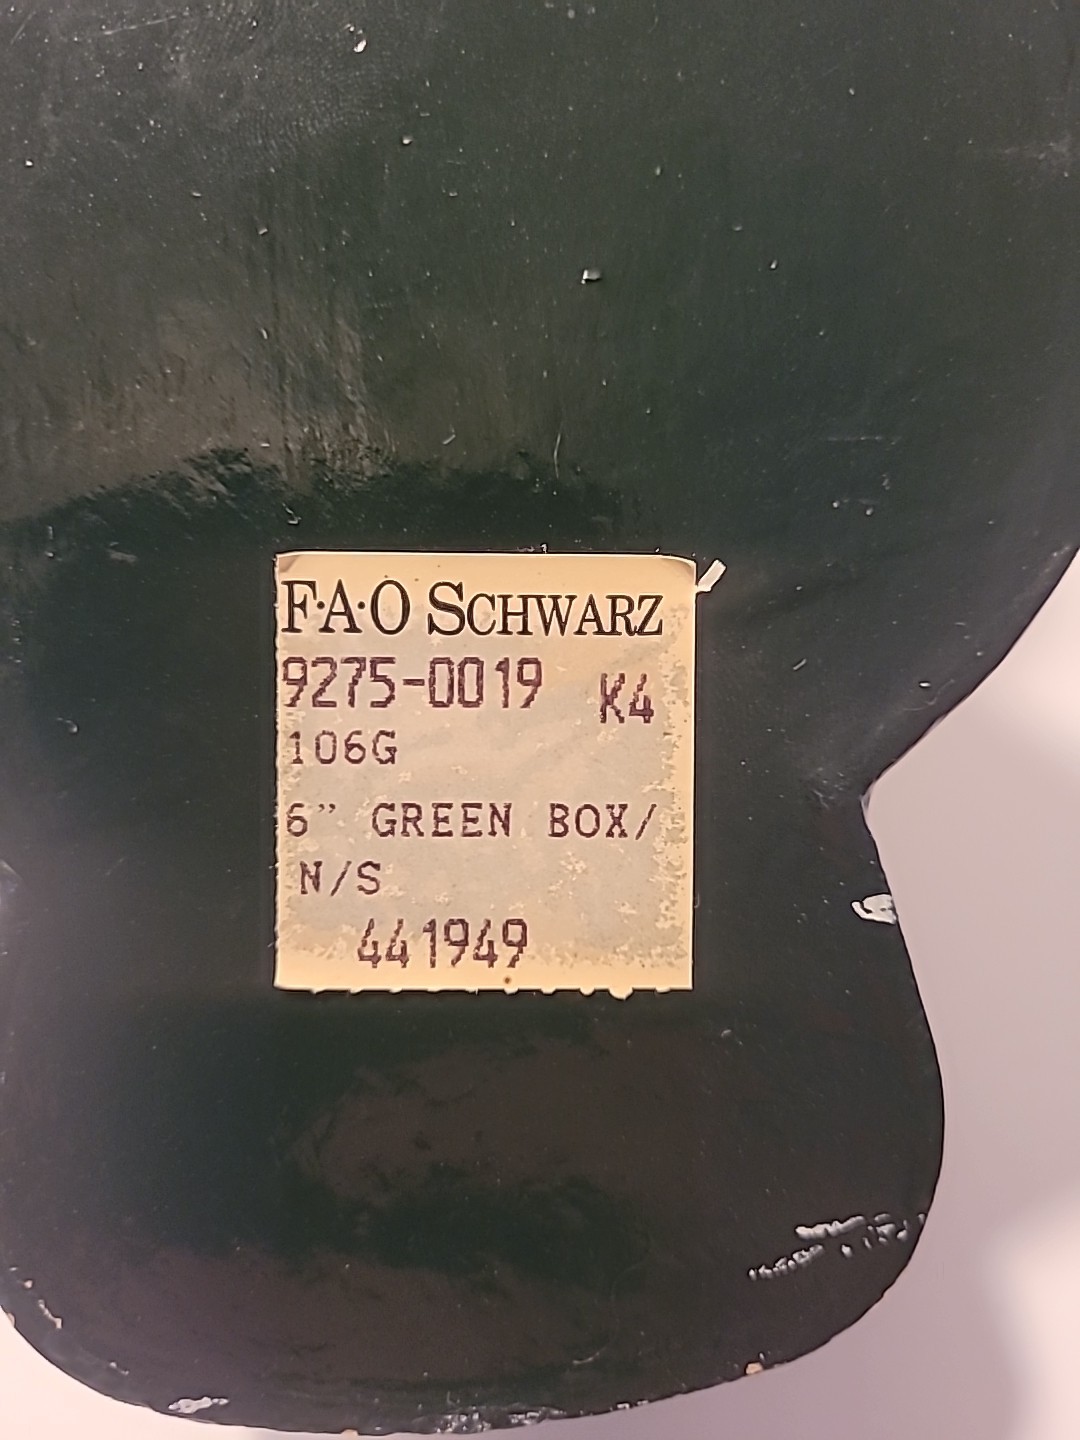 F·A·O SCHWARZ
9275-0019 K4
106G
6" GREEN BOX/
N/S
441949